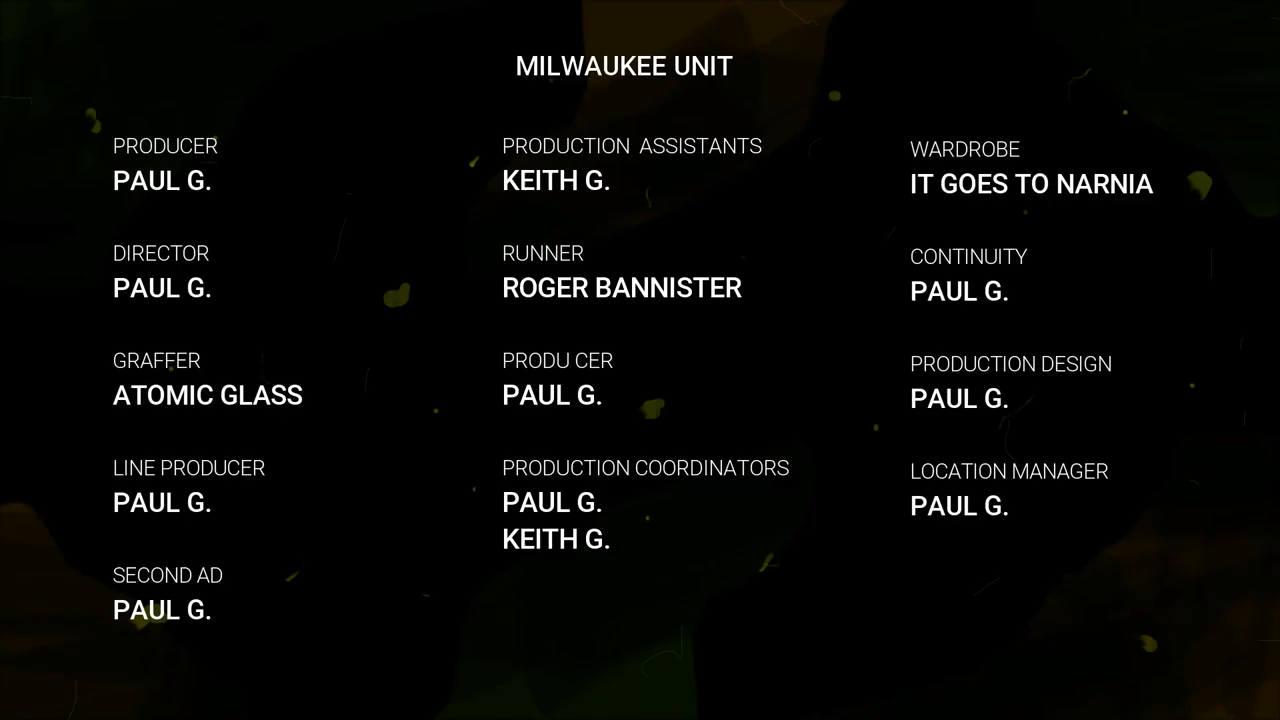 MILWAUKEE UNIT
PRODUCER
PAUL G.
DIRECTOR
PAUL G.
GRAFFER
ATOMIC GLASS
LINE PRODUCER
PAUL G.
SECOND AD
PAUL G.
PRODUCTION ASSISTANTS
KEITH G.
RUNNER
ROGER BANNISTER
PRODU CER
PAUL G.
PRODUCTION COORDINATORS
PAUL G.
KEITH G.
WARDROBE
IT GOES TO NARNIA
CONTINUITY
PAUL G.
PRODUCTION DESIGN
PAUL G.
LOCATION MANAGER
PAUL G.